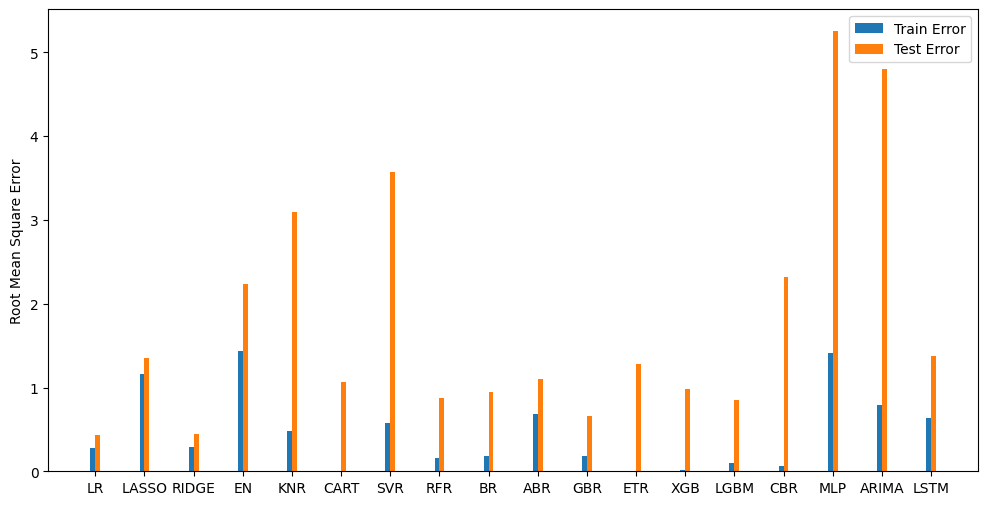 Train Error
Test Error
Root Mean Square Error
5
4
3
2
1
0
LR LASSO RIDGE EN KNR CART SVR RFR BR ABR GBR ETR XGB LGBM CBR MLP ARIMA LSTM